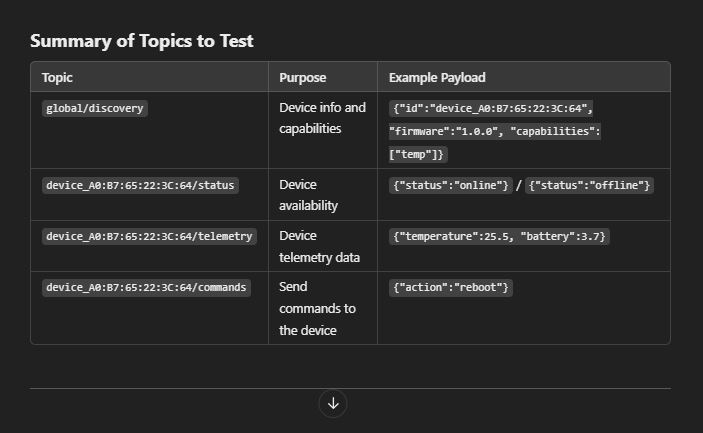 Summary of Topics to Test
Topic Purpose Example Payload
global/discovery Device info and {"id":"device_A0:B7:65:22:3C:64",
capabilities "firmware":"1.0.0", "capabilities":
["temp"]}
device_A0:B7:65:22:3C:64/status Device {"status":"online"} / {"status":"offline"}
availability
device_A0:B7:65:22:3C:64/telemetry Device {"temperature":25.5, "battery":3.7}
telemetry data
device_A0:B7:65:22:3C:64/commands Send {"action":"reboot"}
commands to
the device